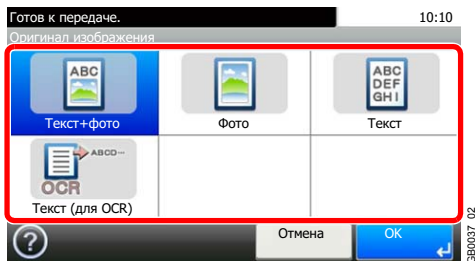 Готов к передаче. 10:10
Оригинал изображения
ABC
ABC
DEF
GHI
Текст+фото Фото Текст
ABCD---
OCR
Текст (для OCR)
? Отмена OK
GB0037_02